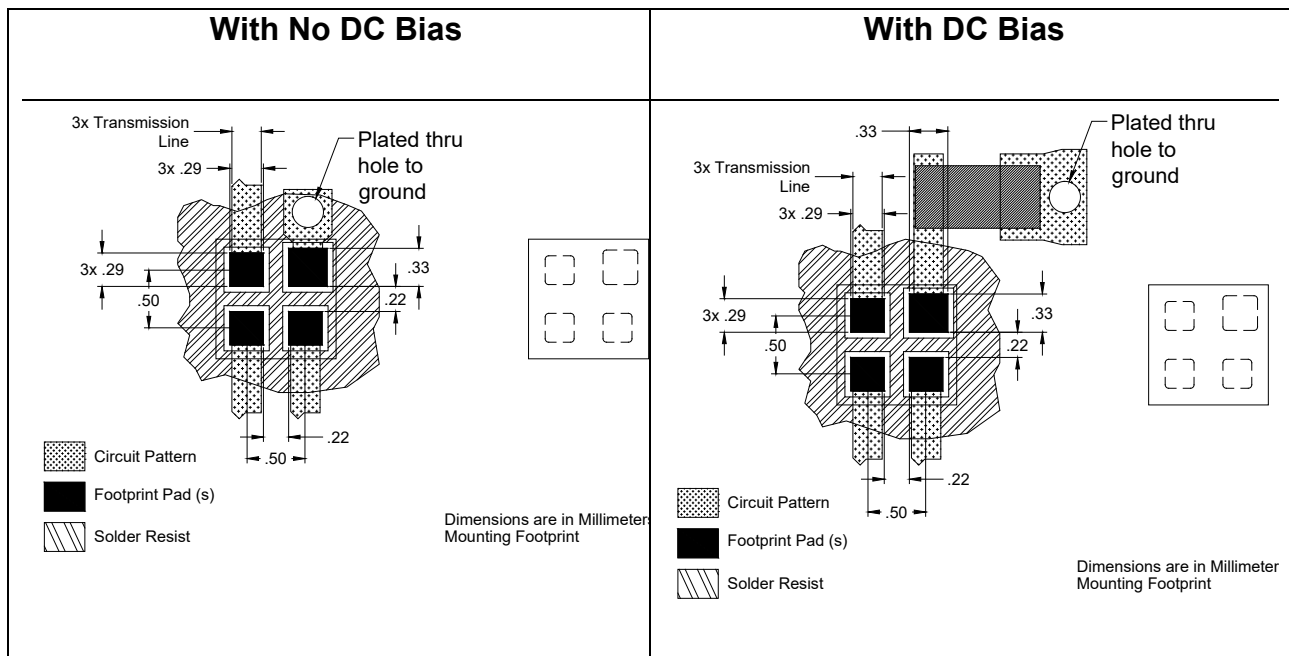 With No DC Bias
3x Transmission
Line
3x .29
Plated thru
hole to
ground
3x .29
.50
.33
.22
.22
.50
Circuit Pattern
Footprint Pad (s)
Solder Resist
Dimensions are in Millimeters
Mounting Footprint
With DC Bias
.33
3x Transmission
Line
3x .29
Plated thru
hole to
ground
3x .29
.50
.33
.22
.22
.50
Circuit Pattern
Footprint Pad (s)
Solder Resist
Dimensions are in Millimeter
Mounting Footprint